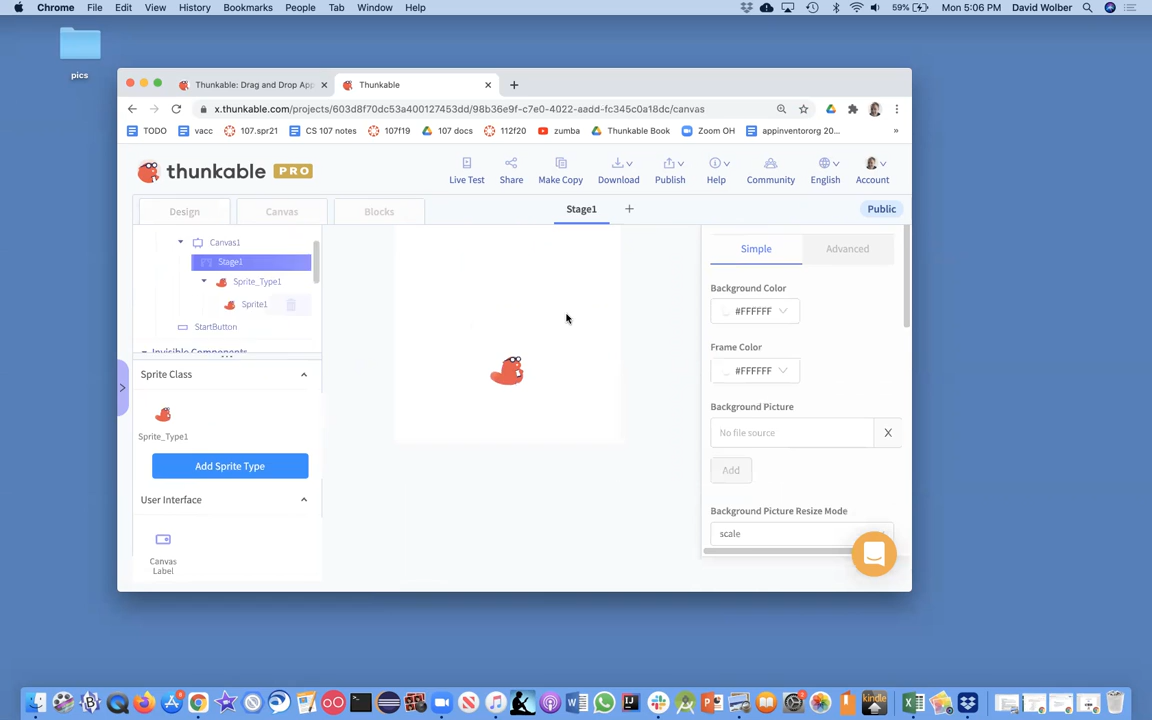 Chrome File Edit View History Bookmarks People Tab Window Help 59% Mon 5:06 PM David Wolber
pics
Thunkable: Drag and Drop App Thunkable
x.thunkable.com/projects/603d8f70dc53a400127453dd/98b36e9f-c7e0-4022-aadd-fc345c0a18dc/canvas
TODO vacc 107.spr21 CS 107 notes 107f19 107 docs 112f20 zumba Thunkable Book Zoom OH appinventororg 20... »
thunkable PRO
Live Test Share Make Copy Download Publish Help Community English Account
Design Canvas Blocks Stage1 + Public
Canvas1
Stage1
Sprite_Type1
Sprite1
StartButton
Invisible Components
Sprite Class
Sprite_Type1
Add Sprite Type
User Interface
Canvas
Label
Simple Advanced
Background Color
#FFFFFF
Frame Color
#FFFFFF
Background Picture
No file source X
Add
Background Picture Resize Mode
scale
kindle